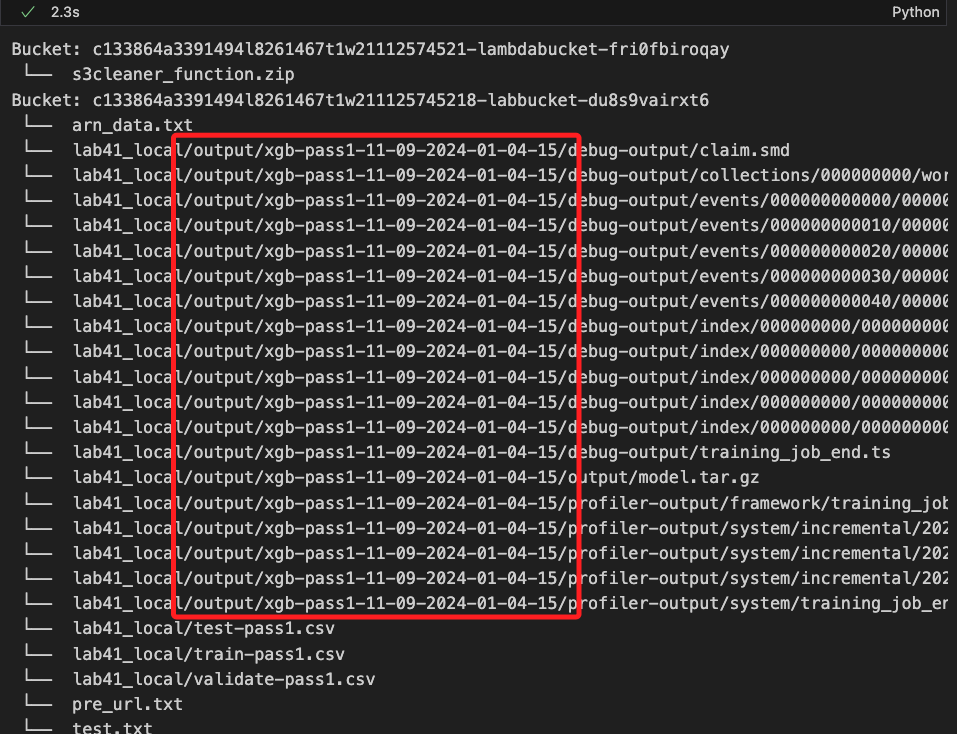 ✓ 2.3s Python
Bucket: c133864a3391494l8261467t1w21112574521-lambdabucket-fri0fbiroqay
└── s3cleaner_function.zip
Bucket: c133864a3391494l8261467t1w211125745218-labbucket-du8s9vairxt6
└── arn_data.txt
└── lab41_local/output/xgb-pass1-11-09-2024-01-04-15/debug-output/claim.smd
└── lab41_local/output/xgb-pass1-11-09-2024-01-04-15/debug-output/collections/000000000/wor
└── lab41_local/output/xgb-pass1-11-09-2024-01-04-15/debug-output/events/000000000000/00000
└── lab41_local/output/xgb-pass1-11-09-2024-01-04-15/debug-output/events/000000000010/00000
└── lab41_local/output/xgb-pass1-11-09-2024-01-04-15/debug-output/events/000000000020/00000
└── lab41_local/output/xgb-pass1-11-09-2024-01-04-15/debug-output/events/000000000030/00000
└── lab41_local/output/xgb-pass1-11-09-2024-01-04-15/debug-output/events/000000000040/00000
└── lab41_local/output/xgb-pass1-11-09-2024-01-04-15/debug-output/index/000000000/000000000
└── lab41_local/output/xgb-pass1-11-09-2024-01-04-15/debug-output/index/000000000/000000000
└── lab41_local/output/xgb-pass1-11-09-2024-01-04-15/debug-output/index/000000000/000000000
└── lab41_local/output/xgb-pass1-11-09-2024-01-04-15/debug-output/index/000000000/000000000
└── lab41_local/output/xgb-pass1-11-09-2024-01-04-15/debug-output/index/000000000/000000000
└── lab41_local/output/xgb-pass1-11-09-2024-01-04-15/debug-output/training_job_end.ts
└── lab41_local/output/xgb-pass1-11-09-2024-01-04-15/output/model.tar.gz
└── lab41_local/output/xgb-pass1-11-09-2024-01-04-15/profiler-output/framework/training_job
└── lab41_local/output/xgb-pass1-11-09-2024-01-04-15/profiler-output/system/incremental/202
└── lab41_local/output/xgb-pass1-11-09-2024-01-04-15/profiler-output/system/incremental/202
└── lab41_local/output/xgb-pass1-11-09-2024-01-04-15/profiler-output/system/incremental/202
└── lab41_local/output/xgb-pass1-11-09-2024-01-04-15/profiler-output/system/training_job_en
└── lab41_local/test-pass1.csv
└── lab41_local/train-pass1.csv
└── lab41_local/validate-pass1.csv
└── pre_url.txt
└── test.txt